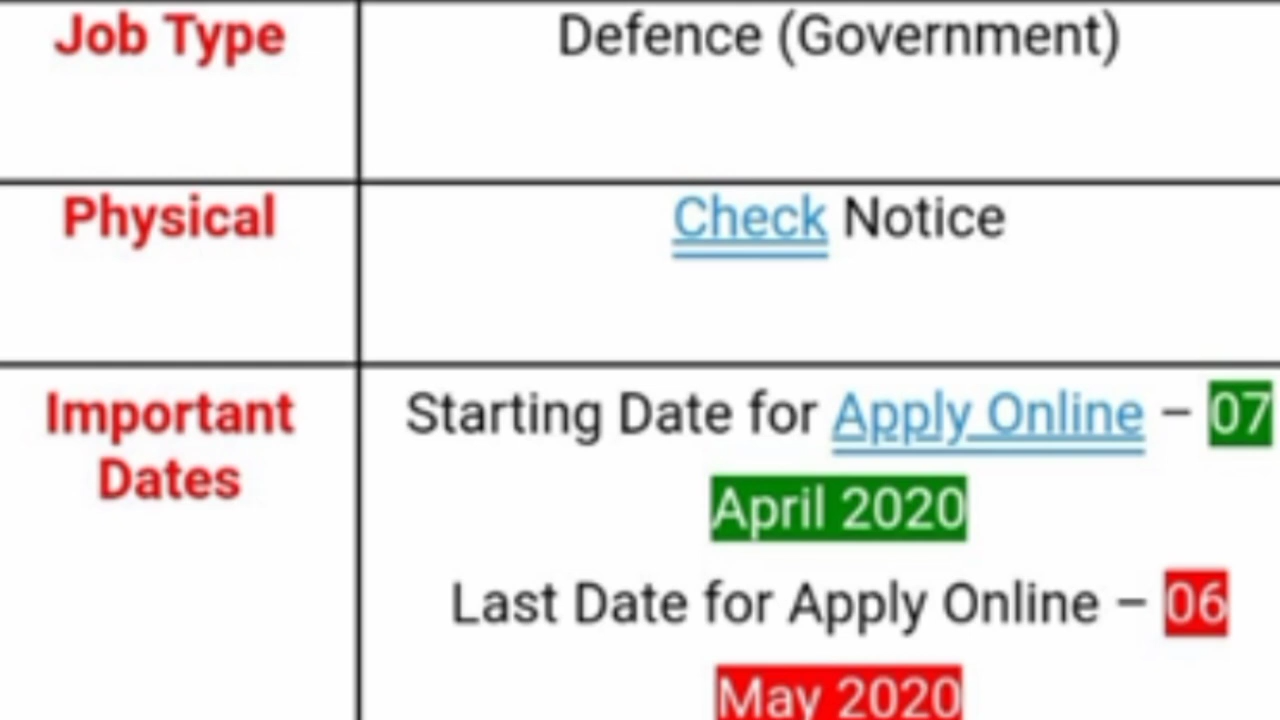 Job Type
Defence (Government)
Physical
Check Notice
Important
Dates
Starting Date for Apply Online – 07
April 2020
Last Date for Apply Online – 06
May 2020